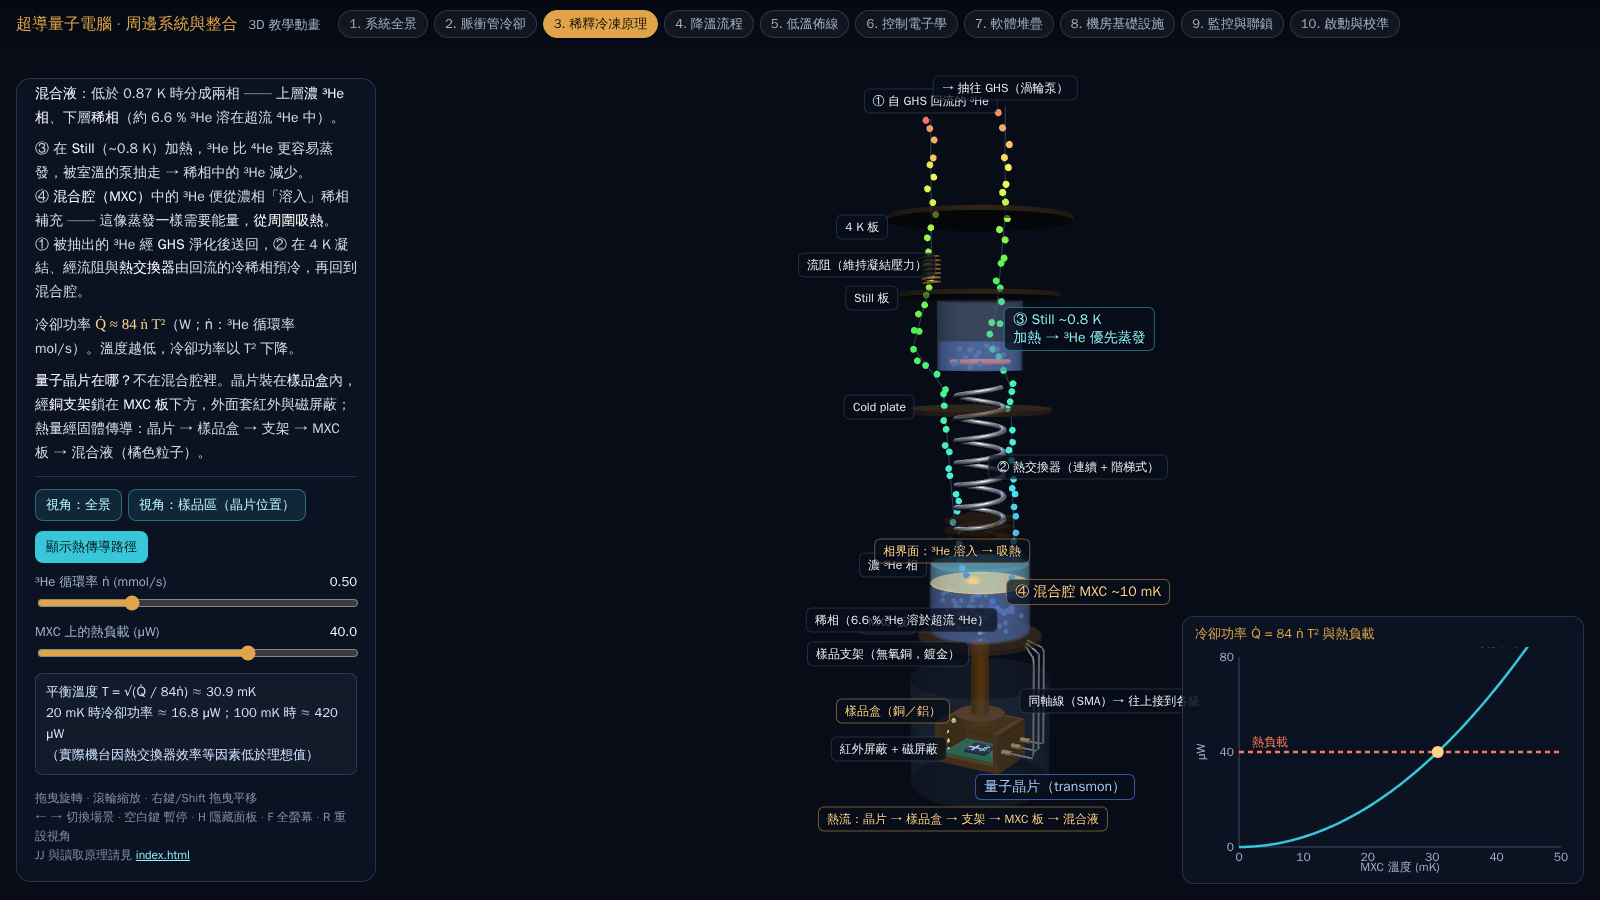 超導量子電腦 · 周邊系統與整合 3D 教學動畫
1. 系統全景
2. 脈衝管冷卻
3. 稀釋冷凍原理
4. 降溫流程
5. 低溫佈線
6. 控制電子學
7. 軟體堆疊
8. 機房基礎設施
9. 監控與聯鎖
10. 啟動與校準
混合液：低於 0.87 K 時分成兩相 —— 上層濃 ³He
相、下層稀相（約 6.6 % ³He 溶在超流 ⁴He 中）。
③ 在 Still（~0.8 K）加熱，³He 比 ⁴He 更容易蒸
發，被室溫的泵抽走 → 稀相中的 ³He 減少。
④ 混合腔（MXC）中的 ³He 便從濃相「溶入」稀相
補充 —— 這像蒸發一樣需要能量，從周圍吸熱。
① 被抽出的 ³He 經 GHS 淨化後送回，② 在 4 K 凝
結、經流阻與熱交換器由回流的冷稀相預冷，再回到
混合腔。
冷卻功率 Q̇ ≈ 84 ṅ T²（W；ṅ：³He 循環率
mol/s）。溫度越低，冷卻功率以 T² 下降。
量子晶片在哪？不在混合腔裡。晶片裝在樣品盒內，
經銅支架鎖在 MXC 板下方，外面套紅外與磁屏蔽；
熱量經固體傳導：晶片 → 樣品盒 → 支架 → MXC
板 → 混合液（橘色粒子）。
視角：全景
視角：樣品區（晶片位置）
顯示熱傳導路徑
³He 循環率 ṅ (mmol/s) 0.50
MXC 上的熱負載 (µW) 40.0
平衡溫度 T = √(Q̇ / 84ṅ) ≈ 30.9 mK
20 mK 時冷卻功率 ≈ 16.8 µW；100 mK 時 ≈ 420
µW
（實際機台因熱交換器效率等因素低於理想值）
拖曳旋轉 · 滾輪縮放 · 右鍵/Shift 拖曳平移
← → 切換場景 · 空白鍵 暫停 · H 隱藏面板 · F 全螢幕 · R 重
設視角
JJ 與讀取原理請見 index.html
→ 抽往 GHS（渦輪泵）
① 自 GHS 回流的 ³He
4 K 板
流阻（維持凝結壓力）
Still 板
③ Still ~0.8 K
加熱 → ³He 優先蒸發
Cold plate
② 熱交換器（連續 + 階梯式）
相界面：³He 溶入 → 吸熱
濃 ³He 相
④ 混合腔 MXC ~10 mK
稀相（6.6 % ³He 溶於超流 ⁴He）
樣品支架（無氧銅，鍍金）
同軸線（SMA）→ 往上接到各級
樣品盒（銅／鋁）
紅外屏蔽 + 磁屏蔽
量子晶片（transmon）
熱流：晶片 → 樣品盒 → 支架 → MXC 板 → 混合液
冷卻功率 Q̇ = 84 ṅ T² 與熱負載
80
40
0
µW
熱負載
0 10 20 30 40 50
MXC 溫度 (mK)